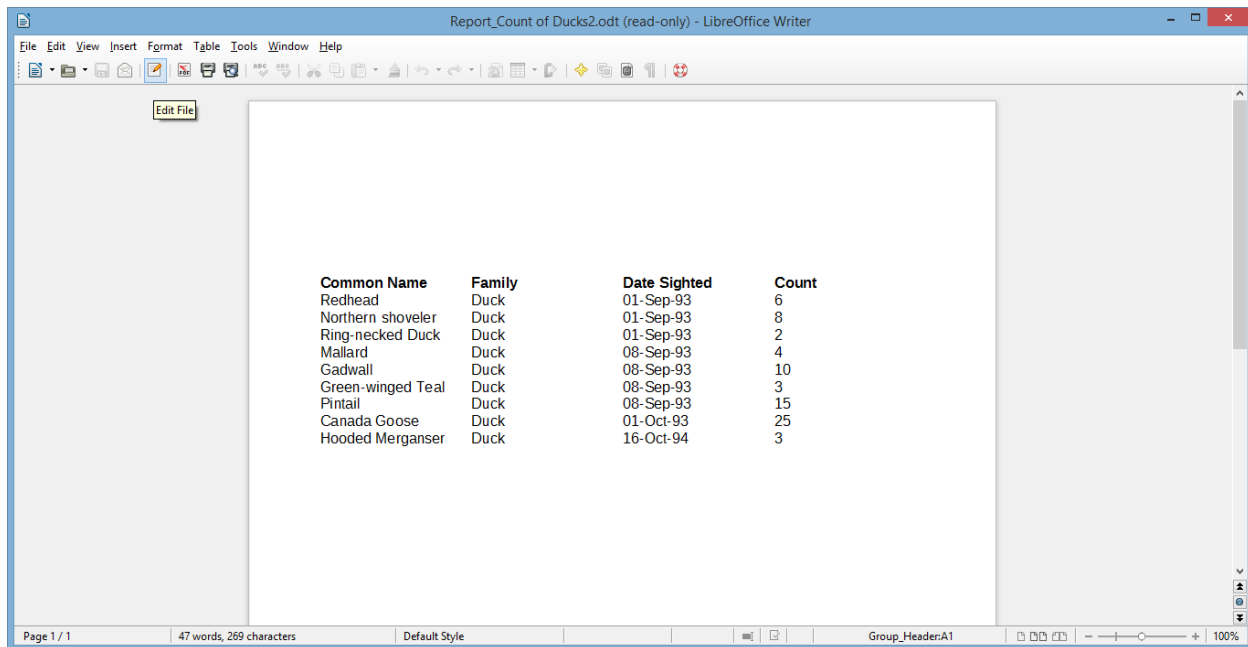 Report_Count of Ducks2.odt (read-only) - LibreOffice Writer
File Edit View Insert Format Table Tools Window Help
Edit File
Common Name Family Date Sighted Count
Redhead Duck 01-Sep-93 6
Northern shoveler Duck 01-Sep-93 8
Ring-necked Duck Duck 01-Sep-93 2
Mallard Duck 08-Sep-93 4
Gadwall Duck 08-Sep-93 10
Green-winged Teal Duck 08-Sep-93 3
Pintail Duck 08-Sep-93 15
Canada Goose Duck 01-Oct-93 25
Hooded Merganser Duck 16-Oct-94 3
Page 1 / 1 47 words, 269 characters Default Style Group_Header:A1 100%